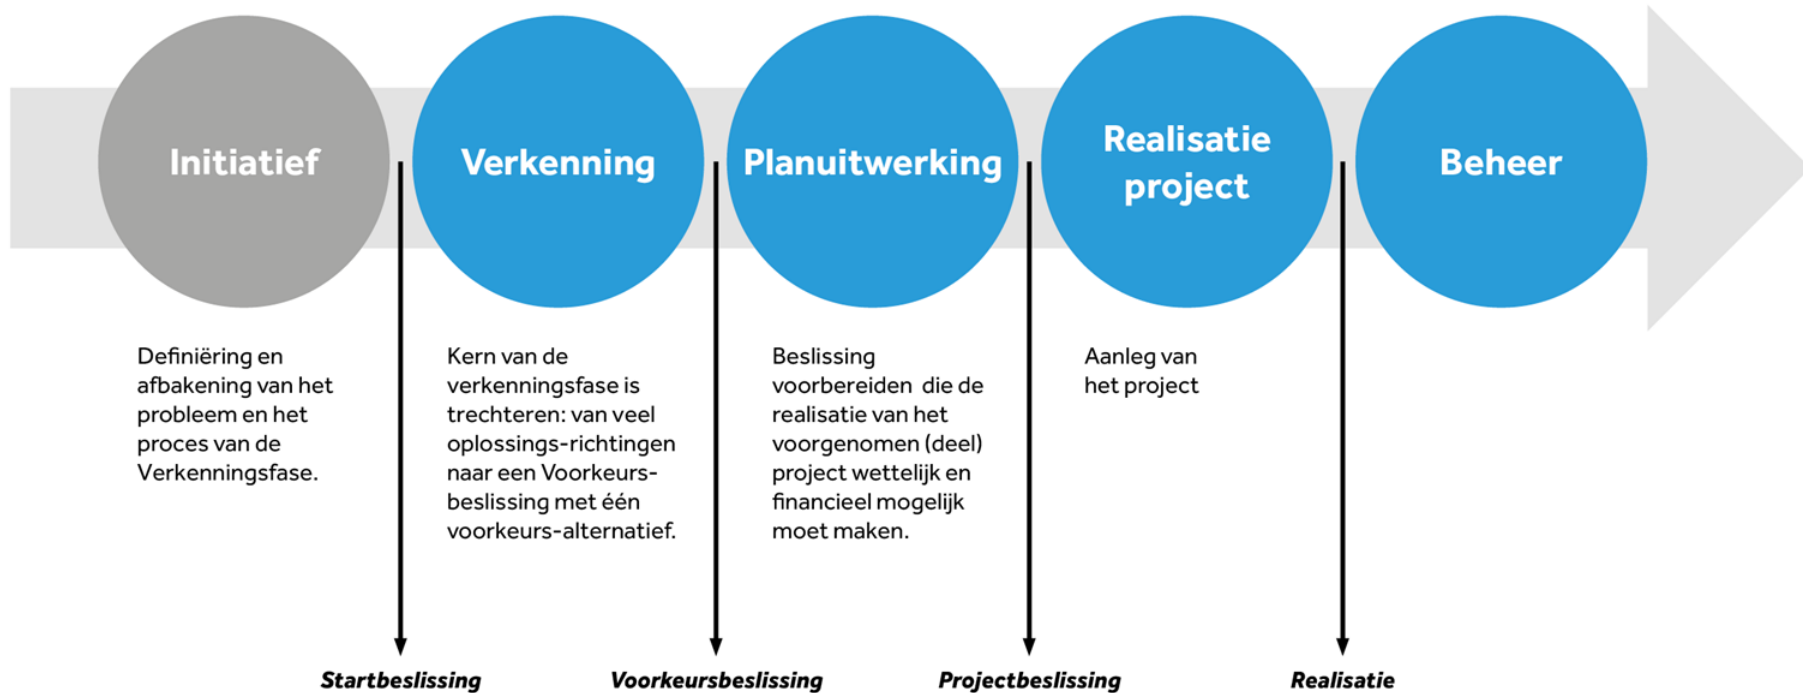 Initiatief
Verkenning
Planuitwerking
Realisatie
project
Beheer
Definiëring en
afbakening van het
probleem en het
proces van de
Verkenningsfase.
Kern van de
verkenningsfase is
trechteren: van veel
oplossings-richtingen
naar een Voorkeurs-
beslissing met één
voorkeurs-alternatief.
Beslissing
voorbereiden  die de
realisatie van het
voorgenomen (deel)
project wettelijk en
financieel mogelijk
moet maken.
Aanleg van
het project
Startbeslissing
Voorkeursbeslissing
Projectbeslissing
Realisatie